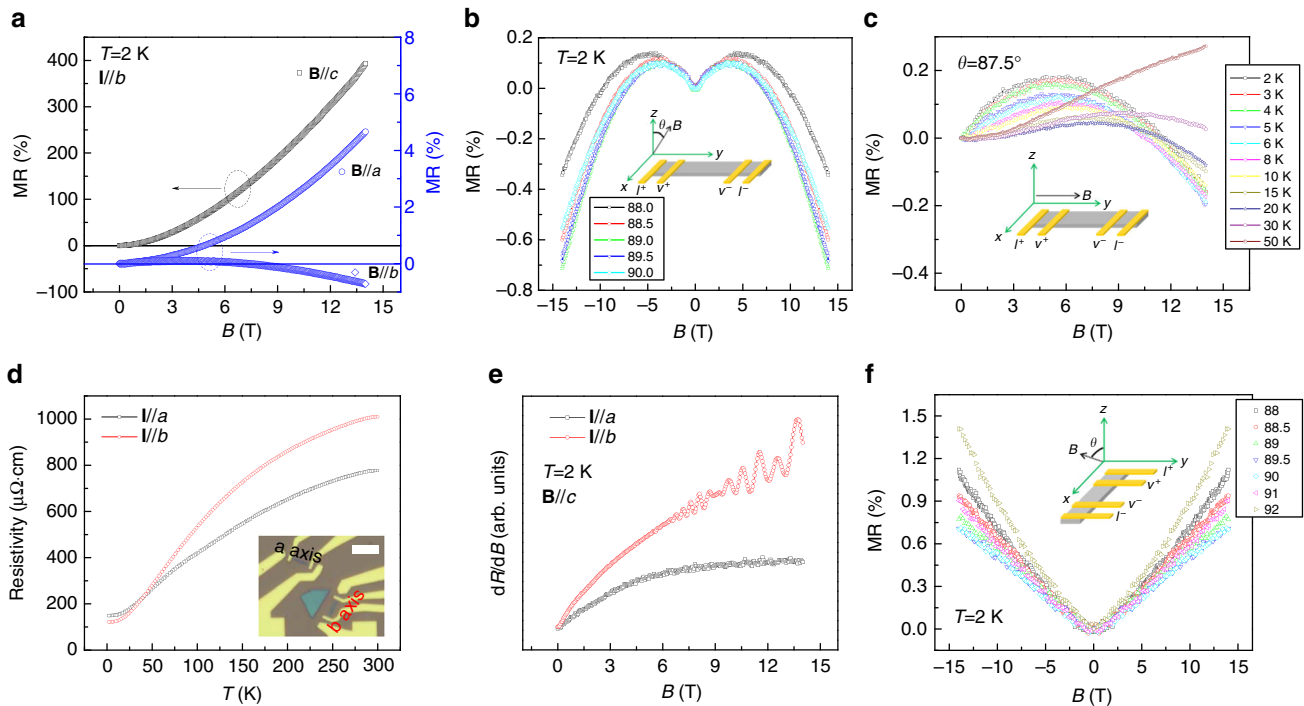 a
T=2 K
I//b
B//c
B//a
B//b
MR (%)
400
300
200
100
0
−100
8
6
4
2
0
MR (%)
0
3
6
9
12
15
B (T)
b
T=2 K
MR (%)
0.2
0.0
−0.2
−0.4
−0.6
−0.8
z
θ
B
y
x
I+
v+
v−
I−
88.0
88.5
89.0
89.5
90.0
−15
−10
−5
0
5
10
15
B (T)
c
θ=87.5°
MR (%)
0.2
0.0
−0.2
−0.4
z
B
y
x
I+
v+
v−
I−
2 K
3 K
4 K
5 K
6 K
8 K
10 K
15 K
20 K
30 K
50 K
0
3
6
9
12
15
B (T)
d
I//a
I//b
Resistivity (μΩ·cm)
1000
800
600
400
200
0
a axis
b axis
0
50
100
150
200
250
300
T (K)
e
I//a
I//b
T=2 K
B//c
dR/dB (arb. units)
0
3
6
9
12
15
B (T)
f
MR (%)
1.5
1.2
0.9
0.6
0.3
0.0
z
θ
B
y
x
I+
v+
v−
I−
T=2 K
88
88.5
89
89.5
90
91
92
−15
−10
−5
0
5
10
15
B (T)